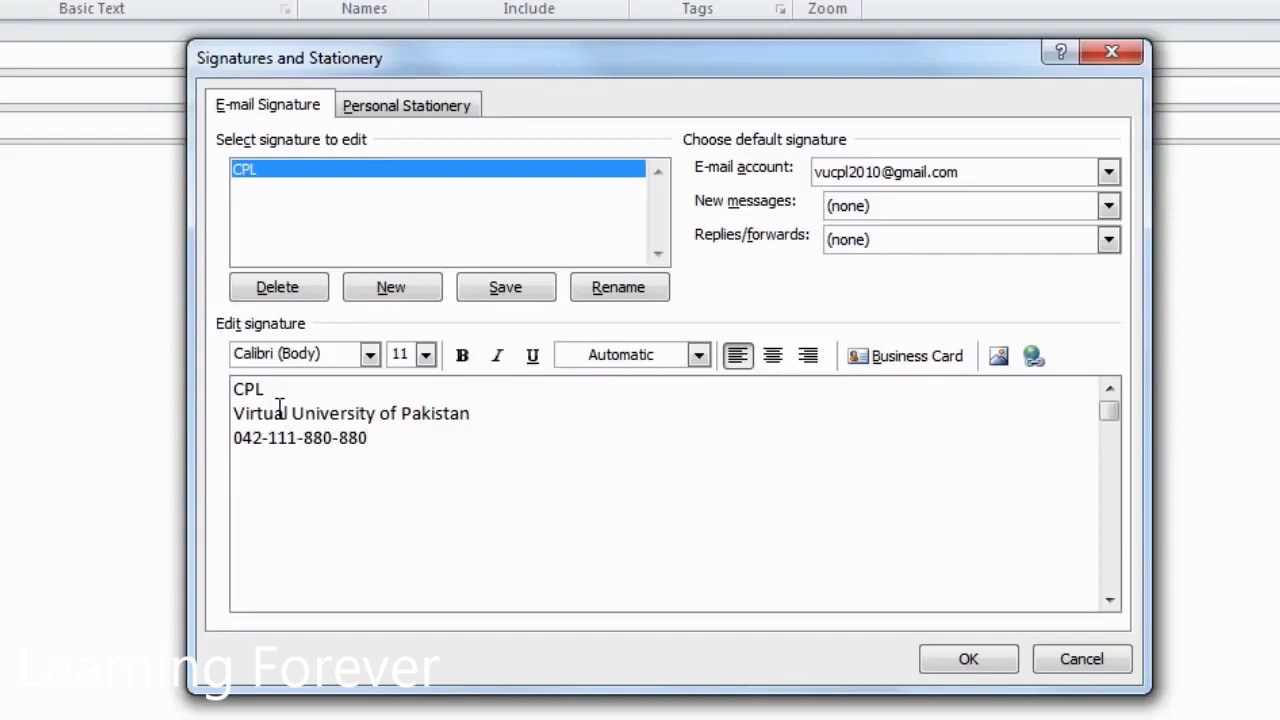 Basic Text Names Include Tags Zoom
Signatures and Stationery
E-mail Signature Personal Stationery
Select signature to edit
CPL
Delete New Save Rename
Choose default signature
E-mail account: vucpl2010@gmail.com
New messages: (none)
Replies/forwards: (none)
Edit signature
Calibri (Body) 11 B I U Automatic Business Card
CPL
Virtual University of Pakistan
042-111-880-880
OK Cancel
Learning Forever